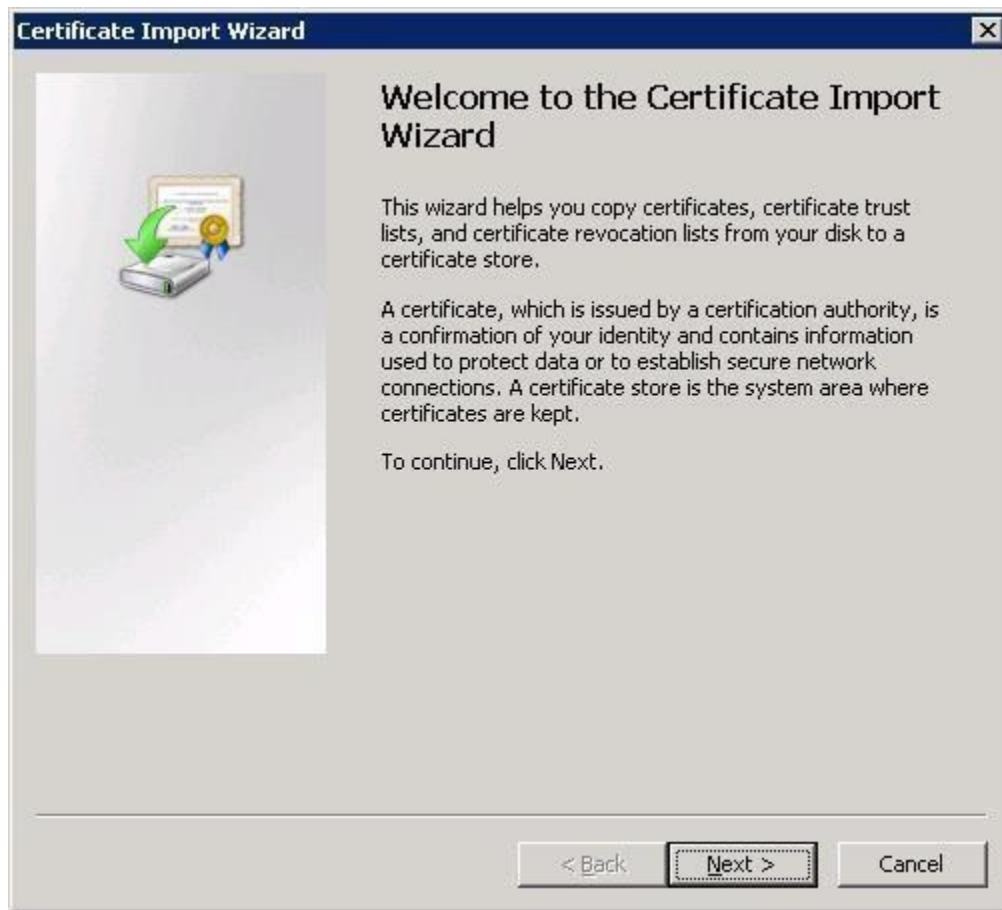 Certificate Import Wizard
Welcome to the Certificate Import
Wizard
This wizard helps you copy certificates, certificate trust
lists, and certificate revocation lists from your disk to a
certificate store.
A certificate, which is issued by a certification authority, is
a confirmation of your identity and contains information
used to protect data or to establish secure network
connections. A certificate store is the system area where
certificates are kept.
To continue, click Next.
< Back
Next >
Cancel